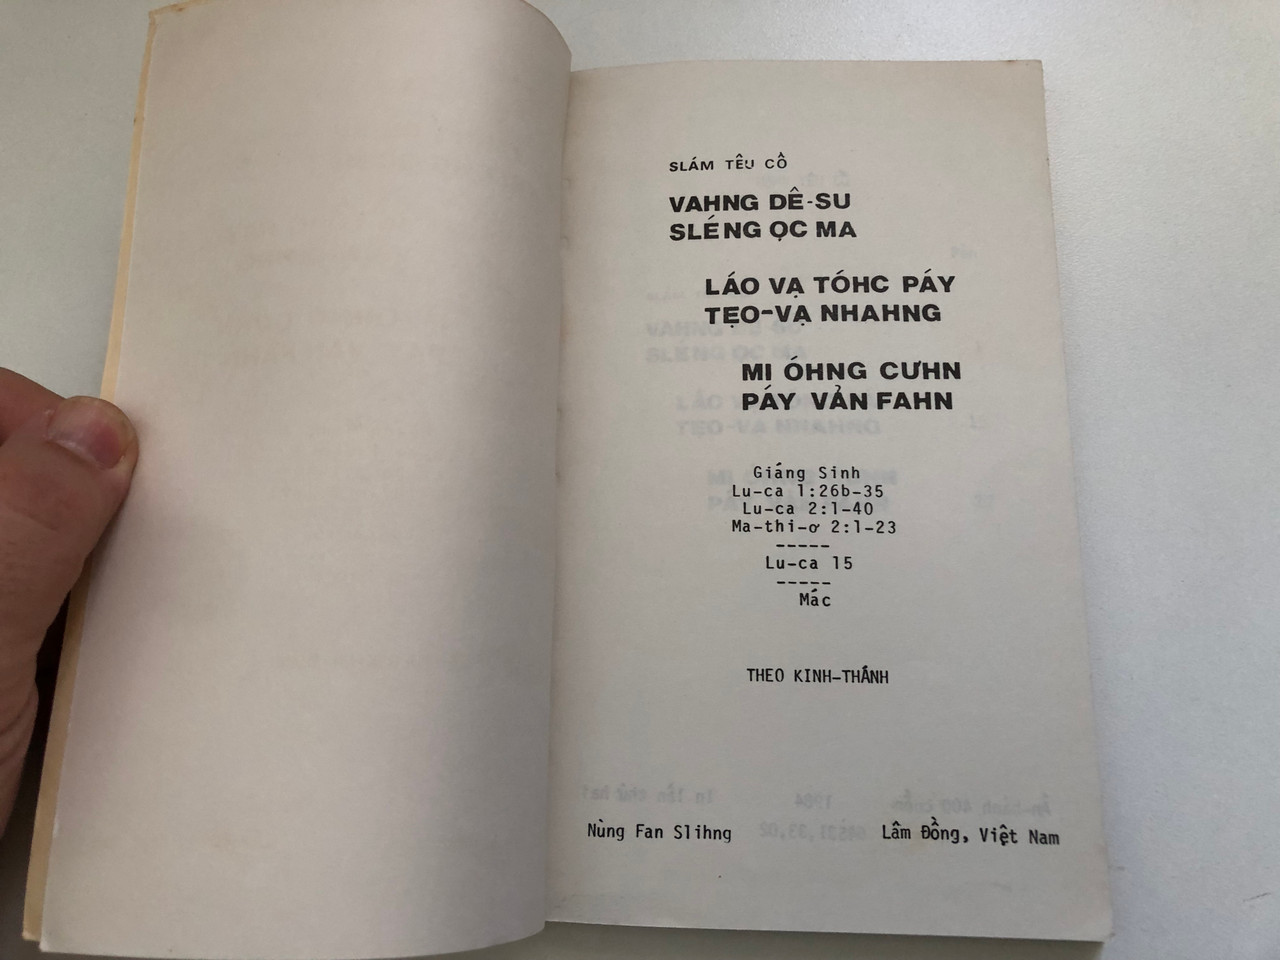 SLÁM TÊU CÔ
VAHNG DÊ-SU
SLÉNG ỌC MA
LÁO VẠ TÓHC PÁY
TẸO-VẠ NHAHNG
MI ÓHNG CƯHN
PÁY VẢN FAHN
Giáng Sinh
Lu-ca 1:26b-35
Lu-ca 2:1-40
Ma-thi-ơ 2:1-23
-----
Lu-ca 15
-----
Mác
THEO KINH-THÁNH
Nùng Fan Slihng Lâm Đồng, Việt Nam